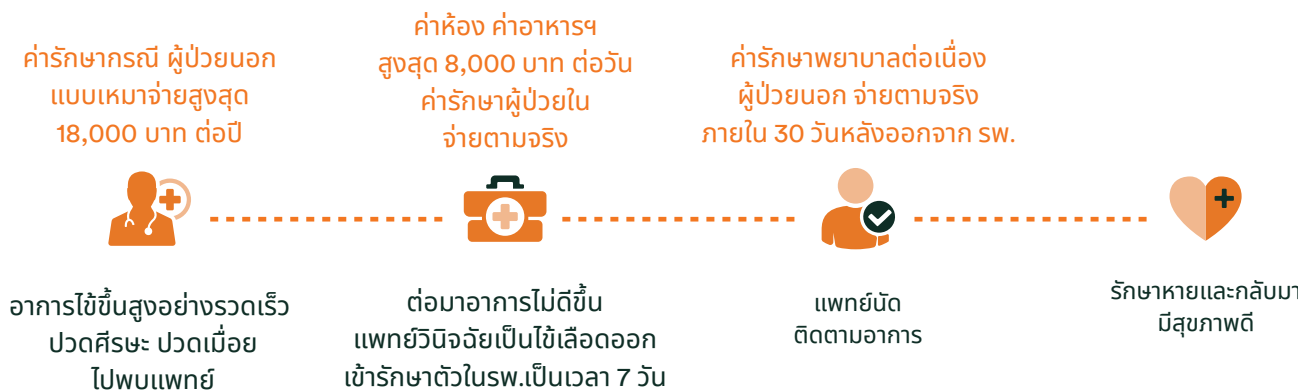 ค่ารักษากรณี ผู้ป่วยนอก
แบบเหมาจ่ายสูงสุด
18,000 บาท ต่อปี
อาการไข้ขึ้นสูงอย่างรวดเร็ว
ปวดศีรษะ ปวดเมื่อย
ไปพบแพทย์
ค่าห้อง ค่าอาหารฯ
สูงสุด 8,000 บาท ต่อวัน
ค่ารักษาผู้ป่วยใน
จ่ายตามจริง
ต่อมาอาการไม่ดีขึ้น
แพทย์วินิจฉัยเป็นไข้เลือดออก
เข้ารักษาตัวในรพ.เป็นเวลา 7 วัน
ค่ารักษาพยาบาลต่อเนื่อง
ผู้ป่วยนอก จ่ายตามจริง
ภายใน 30 วันหลังออกจาก รพ.
แพทย์นัด
ติดตามอาการ
รักษาหายและกลับมา
มีสุขภาพดี